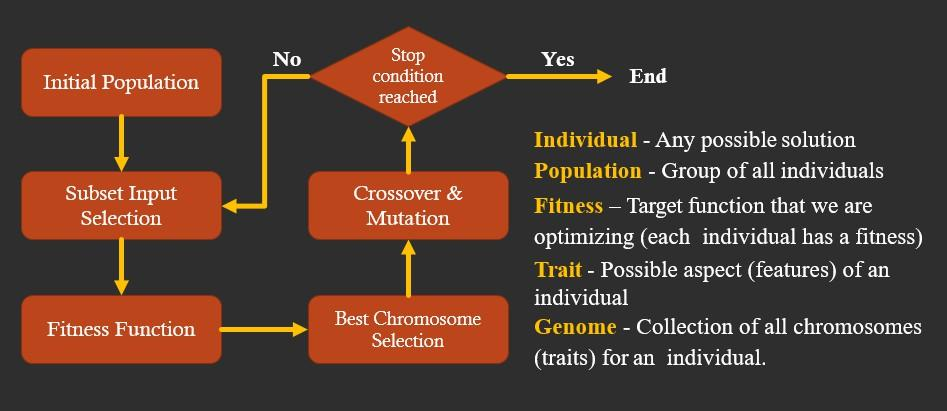 Initial Population
Subset Input
Selection
Fitness Function
Best Chromosome
Selection
Crossover &
Mutation
Stop
condition
reached
No
Yes
End
Individual - Any possible solution
Population - Group of all individuals
Fitness – Target function that we are
optimizing (each individual has a fitness)
Trait - Possible aspect (features) of an
individual
Genome - Collection of all chromosomes
(traits) for an individual.